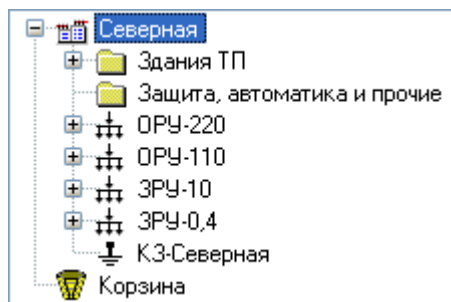 Северная
Здания ТП
Защита, автоматика и прочие
ОРУ-220
ОРУ-110
ЗРУ-10
ЗРУ-0,4
КЗ-Северная
Корзина